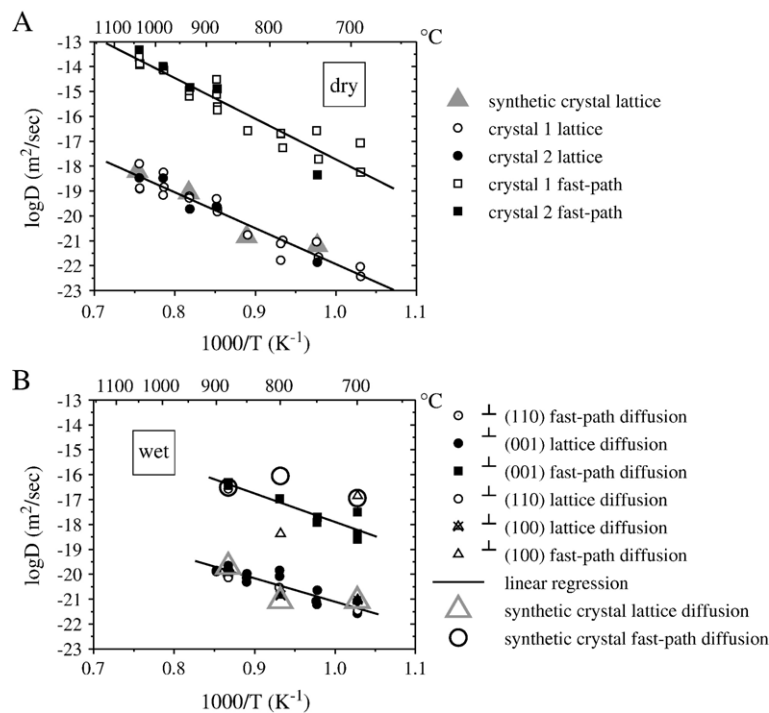 A
1100 1000 900 800 700 °C
-13
-14
-15
-16
-17
-18
-19
-20
-21
-22
-23
logD (m²/sec)
dry
0.7 0.8 0.9 1.0 1.1
1000/T (K⁻¹)
synthetic crystal lattice
crystal 1 lattice
crystal 2 lattice
crystal 1 fast-path
crystal 2 fast-path
B
1100 1000 900 800 700 °C
-13
-14
-15
-16
-17
-18
-19
-20
-21
-22
-23
logD (m²/sec)
wet
0.7 0.8 0.9 1.0 1.1
1000/T (K⁻¹)
⊥ (110) fast-path diffusion
⊥ (001) lattice diffusion
⊥ (001) fast-path diffusion
⊥ (110) lattice diffusion
⊥ (100) lattice diffusion
⊥ (100) fast-path diffusion
linear regression
synthetic crystal lattice diffusion
synthetic crystal fast-path diffusion